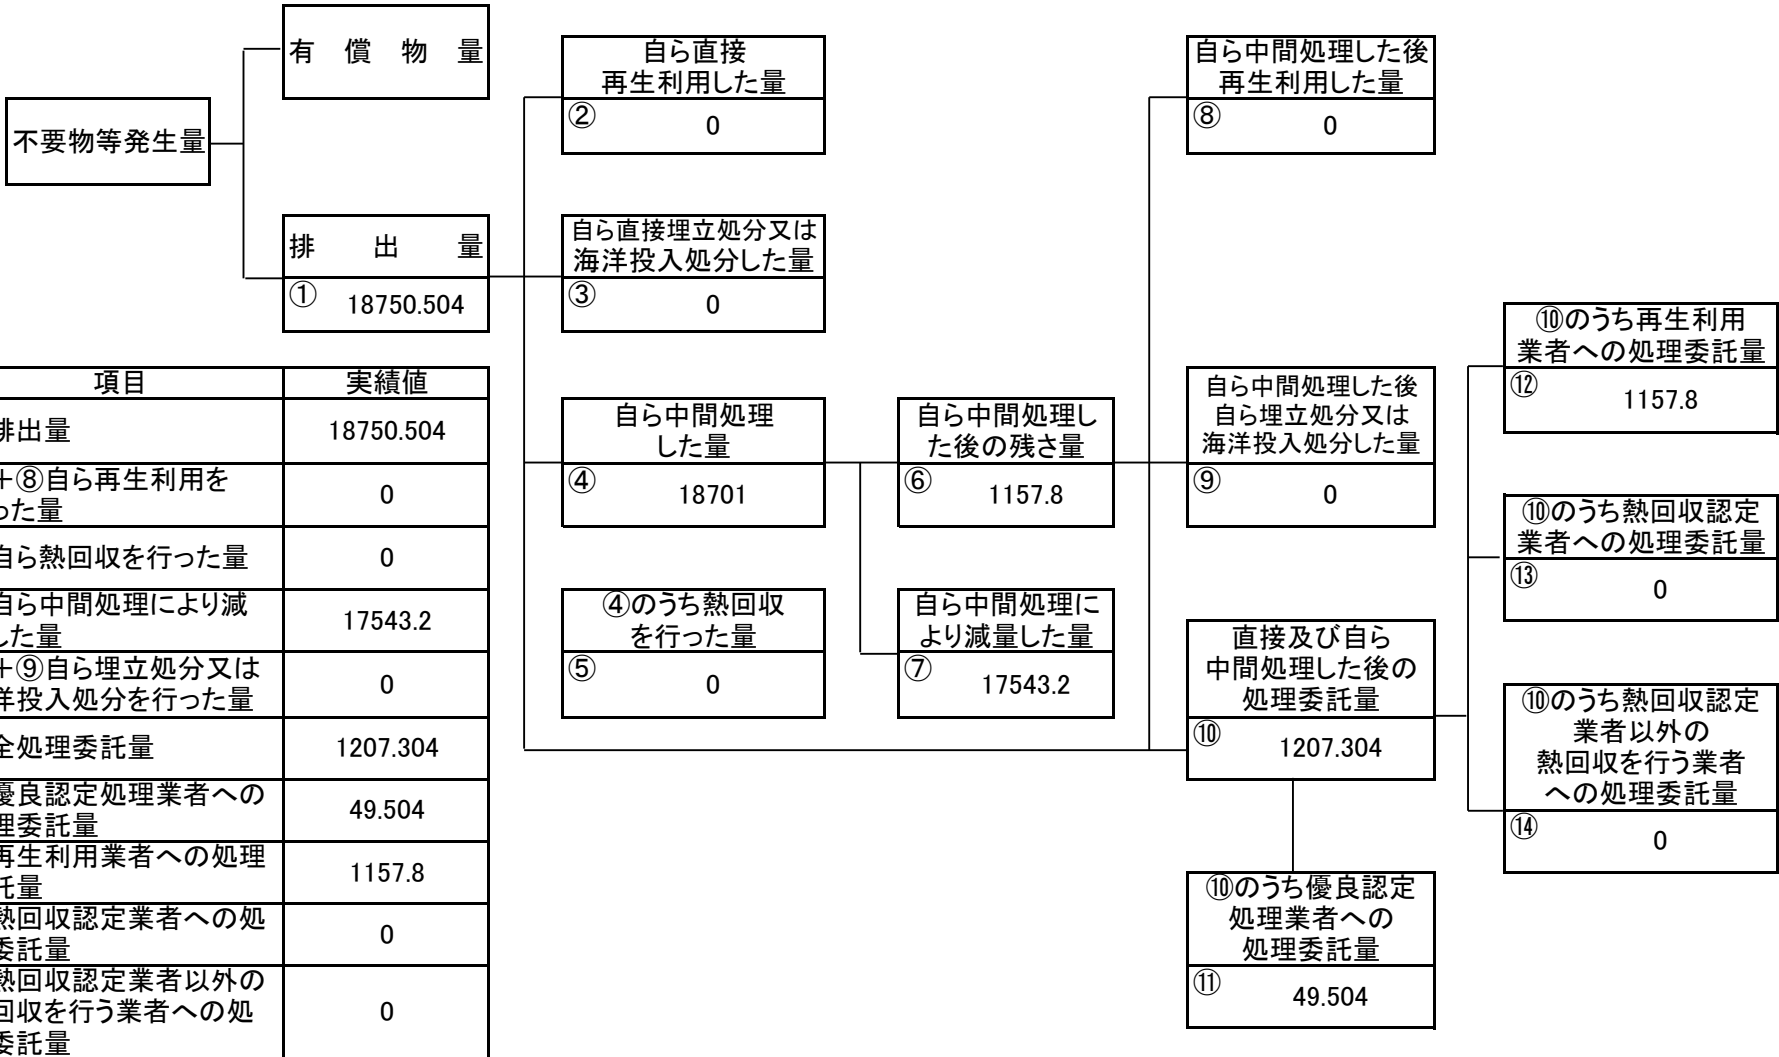 有償物量
不要物等発生量
排出量
① 18750.504
自ら直接
再生利用した量
② 0
自ら直接埋立処分又は
海洋投入処分した量
③ 0
自ら中間処理
した量
④ 18701
④のうち熱回収
を行った量
⑤ 0
自ら中間処理し
た後の残さ量
⑥ 1157.8
自ら中間処理に
より減量した量
⑦ 17543.2
自ら中間処理した後
再生利用した量
⑧ 0
自ら中間処理した後
自ら埋立処分又は
海洋投入処分した量
⑨ 0
直接及び自ら
中間処理した後の
処理委託量
⑩ 1207.304
⑩のうち優良認定
処理業者への
処理委託量
⑪ 49.504
⑩のうち再生利用
業者への処理委託量
⑫ 1157.8
⑩のうち熱回収認定
業者への処理委託量
⑬ 0
⑩のうち熱回収認定
業者以外の
熱回収を行う業者
への処理委託量
⑭ 0
項目 実績値
排出量 18750.504
+⑧自ら再生利用を
った量 0
自ら熱回収を行った量 0
自ら中間処理により減
した量 17543.2
+⑨自ら埋立処分又は
洋投入処分を行った量 0
全処理委託量 1207.304
優良認定処理業者への
理委託量 49.504
再生利用業者への処理
託量 1157.8
熱回収認定業者への処
委託量 0
熱回収認定業者以外の
回収を行う業者への処
委託量 0